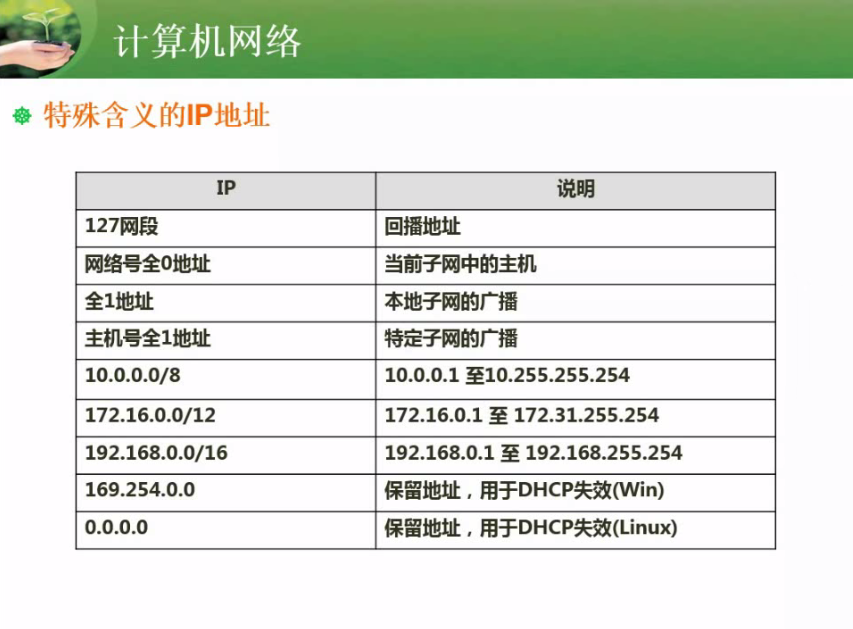 计算机网络
特殊含义的IP地址
IP 说明
127网段 回播地址
网络号全0地址 当前子网中的主机
全1地址 本地子网的广播
主机号全1地址 特定子网的广播
10.0.0.0/8 10.0.0.1 至10.255.255.254
172.16.0.0/12 172.16.0.1 至 172.31.255.254
192.168.0.0/16 192.168.0.1 至 192.168.255.254
169.254.0.0 保留地址，用于DHCP失效(Win)
0.0.0.0 保留地址，用于DHCP失效(Linux)